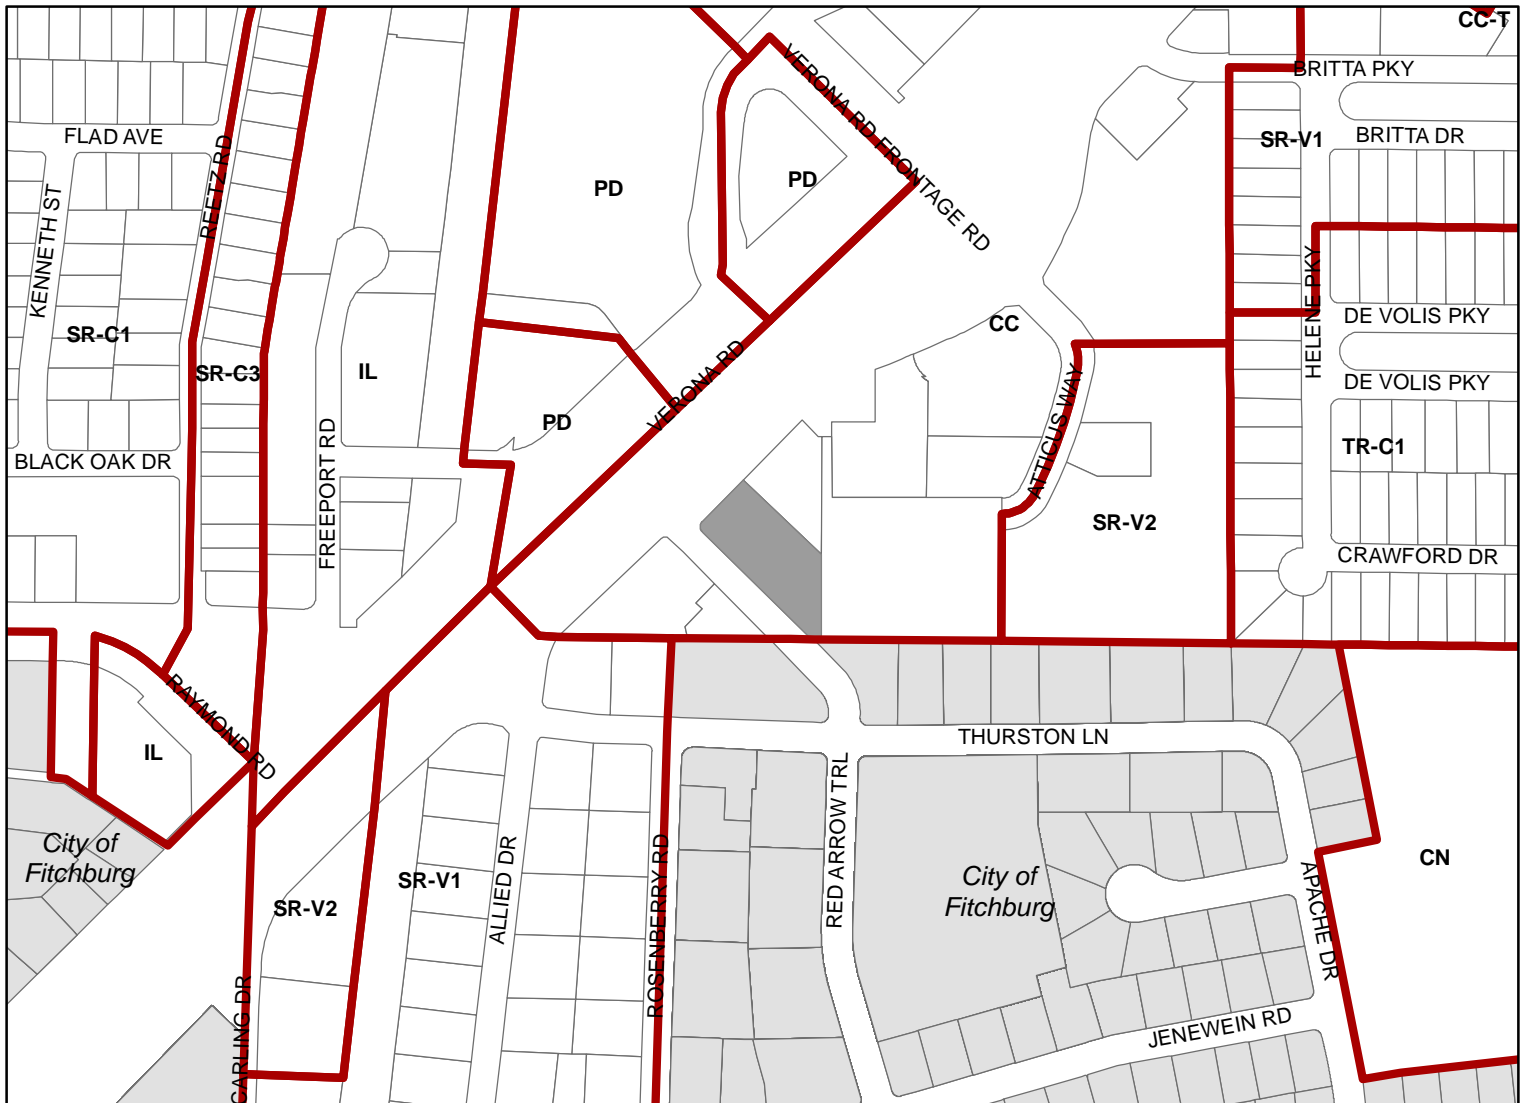 CC-T
BRITTA PKY
VERONA RD FRONTAGE RD
FLAD AVE
BRITTA DR
SR-V1
REETZ RD
PD
PD
KENNETH ST
HELENE PKY
DE VOLIS PKY
SR-C1
CC
VERONA RD
SR-C3
IL
DE VOLIS PKY
PD
ATTICUS WAY
TR-C1
BLACK OAK DR
FREEPORT RD
SR-V2
CRAWFORD DR
RAYMOND RD
IL
THURSTON LN
RED ARROW TRL
City of
Fitchburg
CN
SR-V1
ALLIED DR
ROSENBERRY RD
City of
Fitchburg
APACHE DR
SR-V2
CARLING DR
JENEWEIN RD